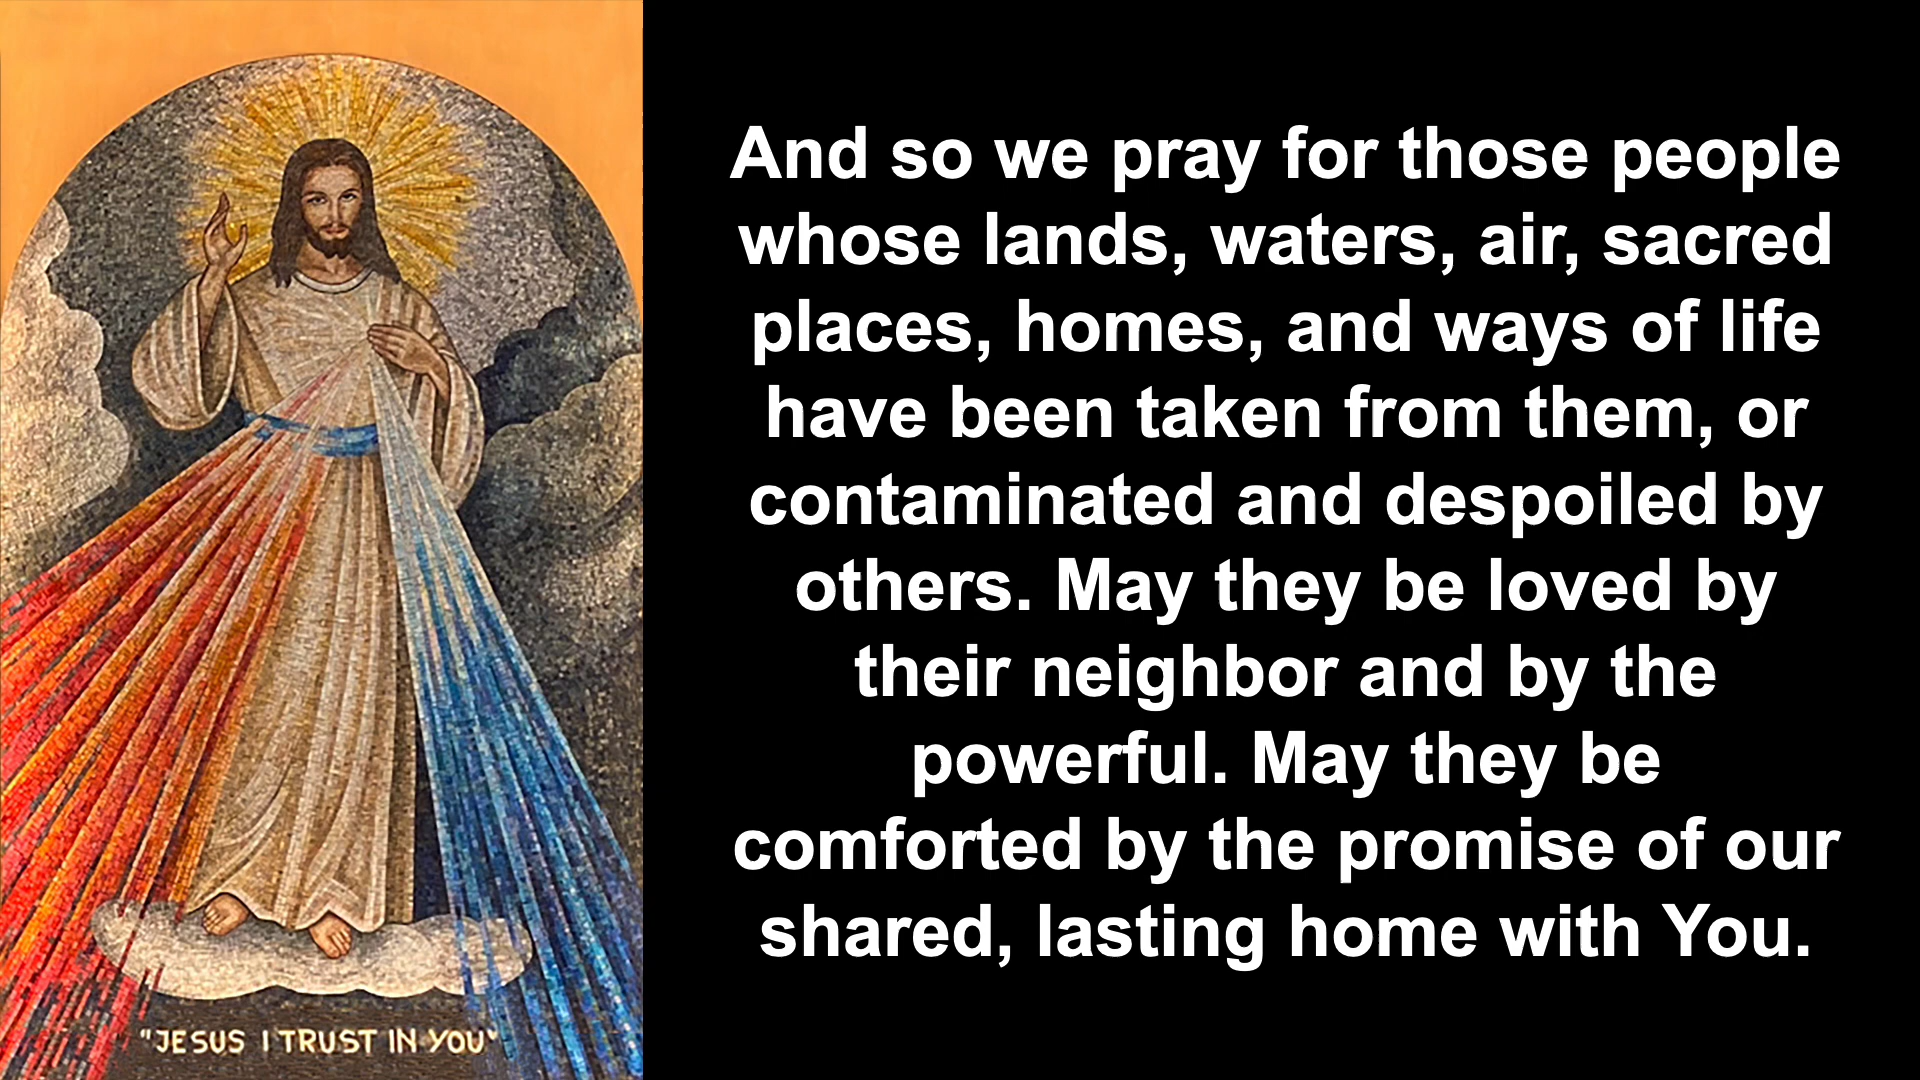 And so we pray for those people
whose lands, waters, air, sacred
places, homes, and ways of life
have been taken from them, or
contaminated and despoiled by
others. May they be loved by
their neighbor and by the
powerful. May they be
comforted by the promise of our
shared, lasting home with You.
"JESUS I TRUST IN YOU"